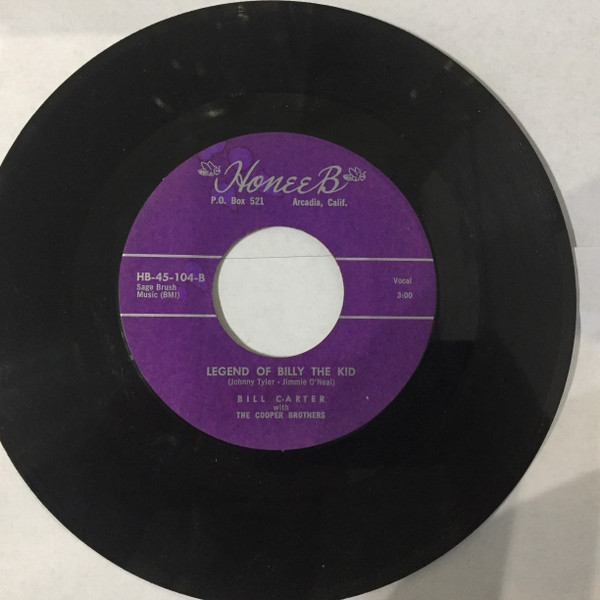 Honee B
P.O. Box 521 Arcadia, Calif.
HB-45-104-B
Sage Brush
Music (BMI)
Vocal
3:00
LEGEND OF BILLY THE KID
(Johnny Tyler - Jimmie O'Neal)
BILL CARTER
with
THE COOPER BROTHERS